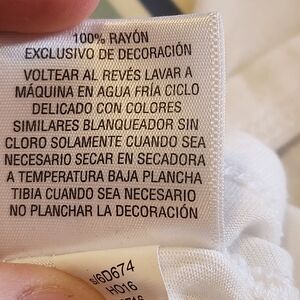 100% RAYÓN
EXCLUSIVO DE DECORACIÓN
VOLTEAR AL REVÉS LAVAR A
MÁQUINA EN AGUA FRÍA CICLO
DELICADO CON COLORES
SIMILARES BLANQUEADOR SIN
CLORO SOLAMENTE CUANDO SEA
NECESARIO SECAR EN SECADORA
A TEMPERATURA BAJA PLANCHA
TIBIA CUANDO SEA NECESARIO
NO PLANCHAR LA DECORACIÓN
s/6D674
HO16